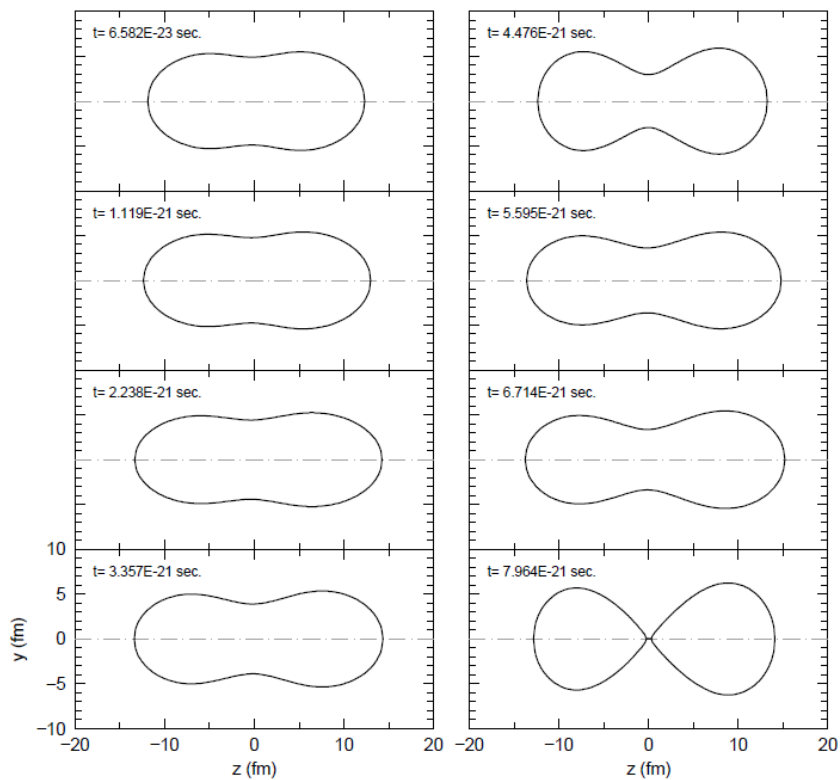 t= 6.582E-23 sec.
t= 4.476E-21 sec.
t= 1.119E-21 sec.
t= 5.595E-21 sec.
t= 2.238E-21 sec.
t= 6.714E-21 sec.
10
t= 3.357E-21 sec.
t= 7.964E-21 sec.
5
0
y (fm)
−5
−10
−20 −10 0 10 20
−20 −10 0 10 20
z (fm)
z (fm)